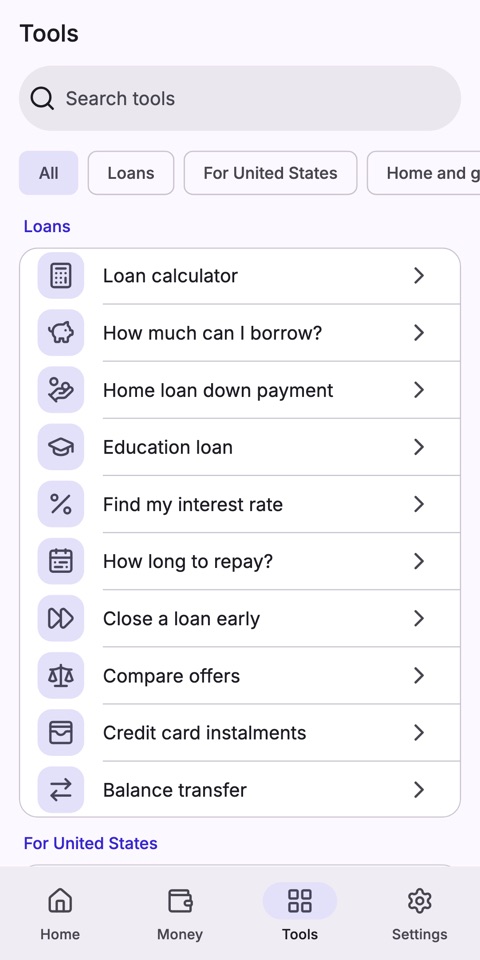 Tools
Search tools
All
Loans
For United States
Home and g
Loans
Loan calculator
How much can I borrow?
Home loan down payment
Education loan
Find my interest rate
How long to repay?
Close a loan early
Compare offers
Credit card instalments
Balance transfer
For United States
Home
Money
Tools
Settings